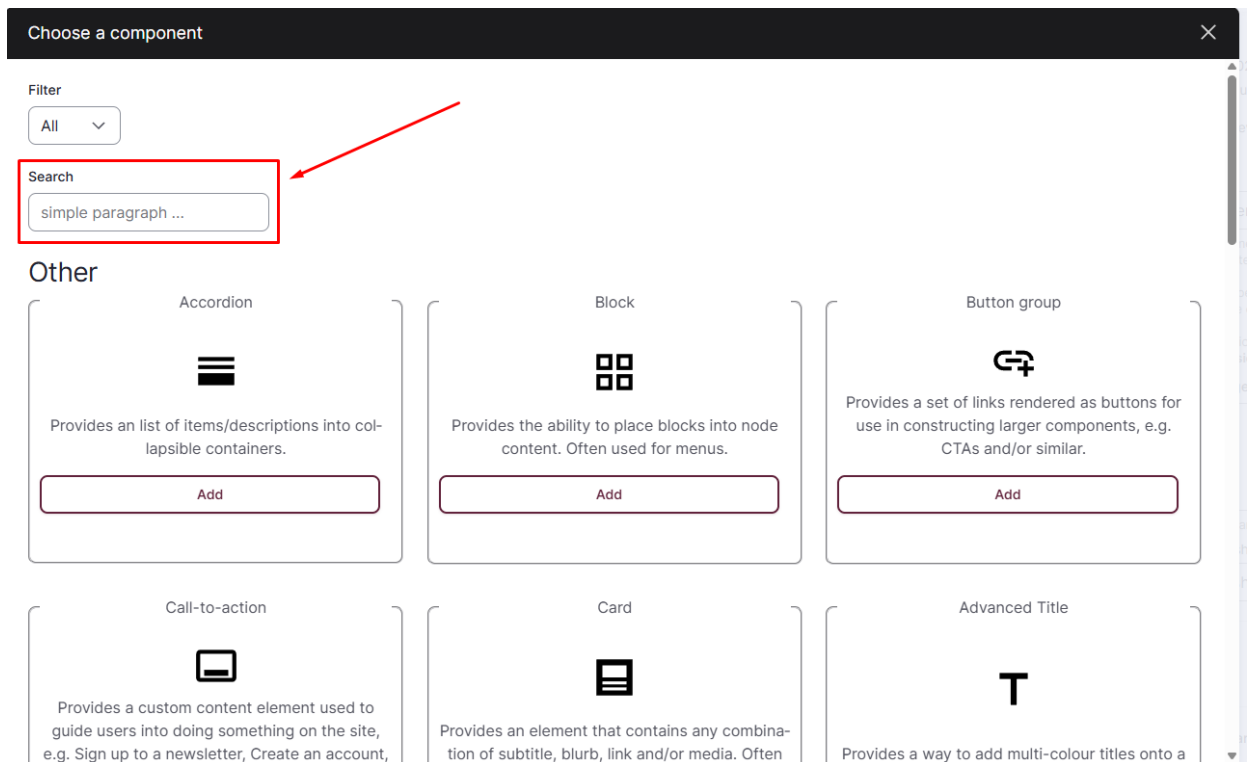 Choose a component
Filter
All
Search
simple paragraph ...
Other
Accordion
Provides an list of items/descriptions into col-
lapsible containers.
Add
Block
Provides the ability to place blocks into node
content. Often used for menus.
Add
Button group
Provides a set of links rendered as buttons for
use in constructing larger components, e.g.
CTAs and/or similar.
Add
Call-to-action
Provides a custom content element used to
guide users into doing something on the site,
e.g. Sign up to a newsletter, Create an account,
Card
Provides an element that contains any combina-
tion of subtitle, blurb, link and/or media. Often
Advanced Title
Provides a way to add multi-colour titles onto a